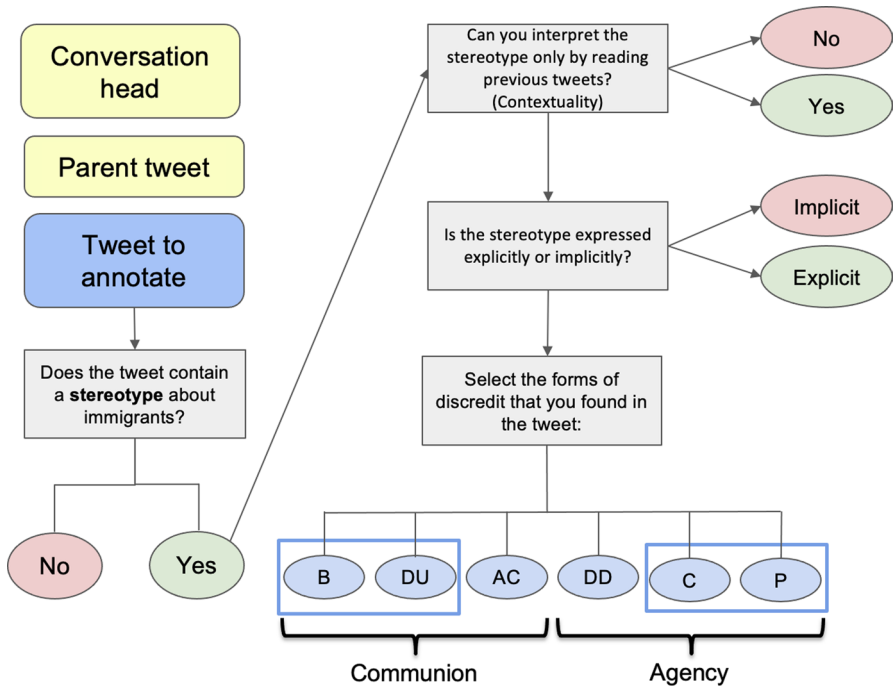 Conversation
head
Parent tweet
Tweet to
annotate
Does the tweet contain
a stereotype about
immigrants?
No
Yes
Can you interpret the
stereotype only by reading
previous tweets?
(Contextuality)
No
Yes
Is the stereotype expressed
explicitly or implicitly?
Implicit
Explicit
Select the forms of
discredit that you found in
the tweet:
B
DU
AC
DD
C
P
Communion
Agency